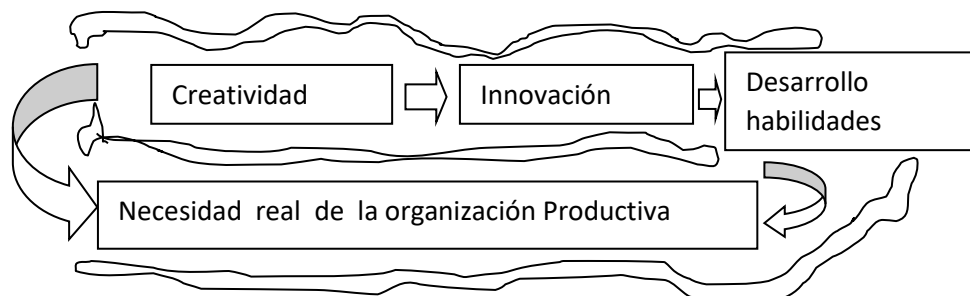 Creatividad
Innovación
Desarrollo
habilidades
Necesidad real de la organización Productiva